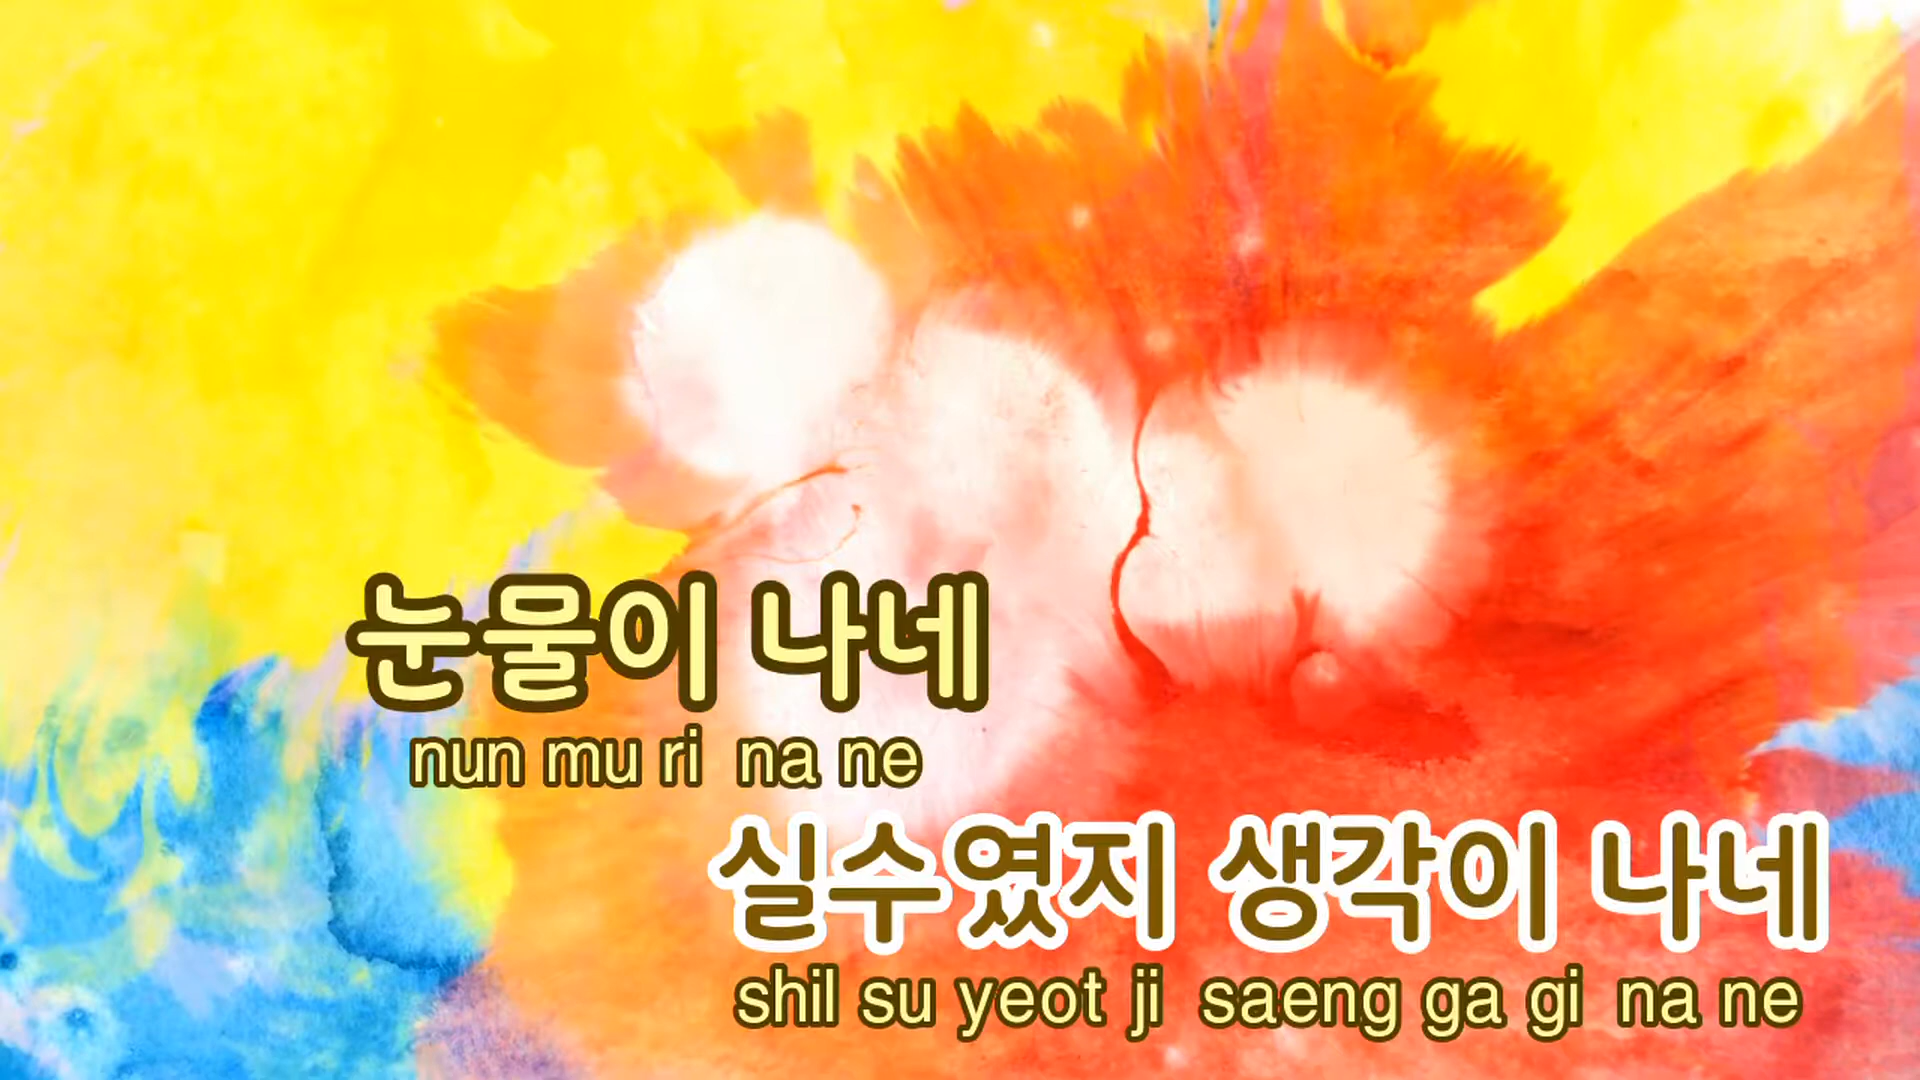 눈물이 나네
nun mu ri na ne
실수였지 생각이 나네
shil su yeot ji saeng ga gi na ne